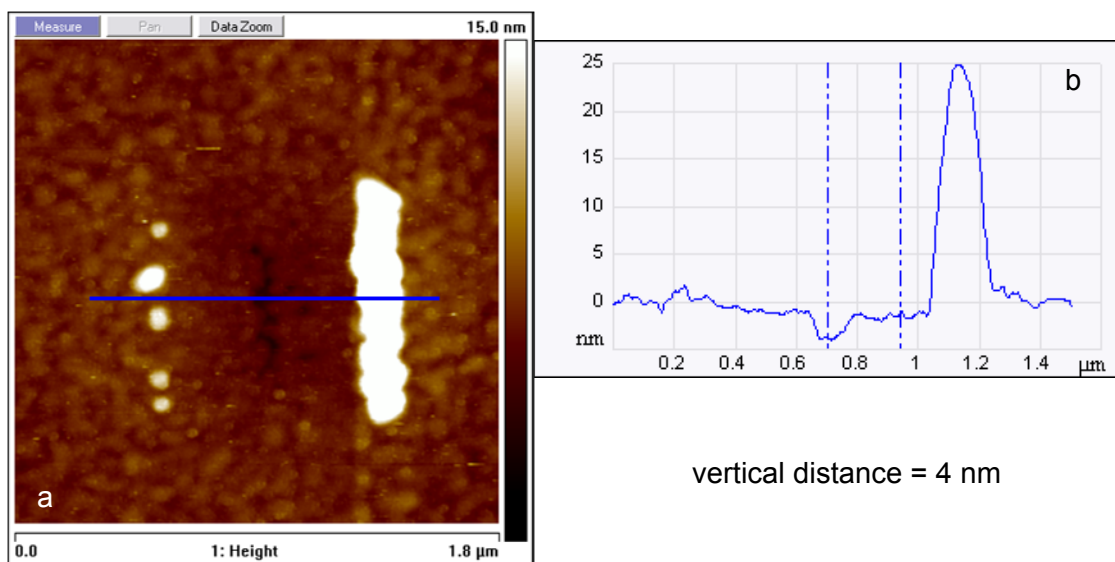 Measure Pan Data Zoom 15.0 nm
a
0.0 1: Height 1.8 µm
b
25
20
15
10
5
0
nm
0.2 0.4 0.6 0.8 1 1.2 1.4 µm
vertical distance = 4 nm